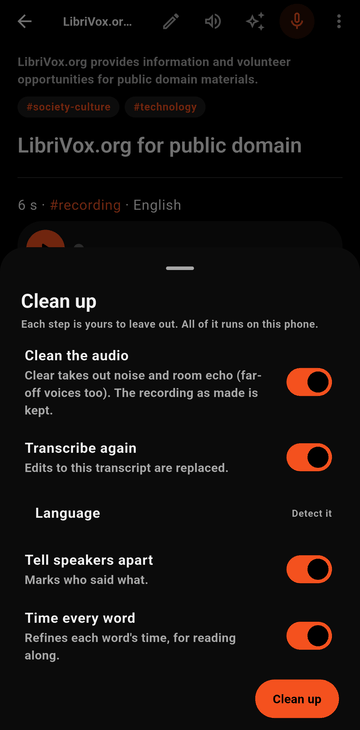 LibriVox.or...
LibriVox.org provides information and volunteer
opportunities for public domain materials.
#society-culture #technology
LibriVox.org for public domain
6 s · #recording · English
Clean up
Each step is yours to leave out. All of it runs on this phone.
Clean the audio
Clear takes out noise and room echo (far-
off voices too). The recording as made is
kept.
Transcribe again
Edits to this transcript are replaced.
Language Detect it
Tell speakers apart
Marks who said what.
Time every word
Refines each word's time, for reading
along.
Clean up